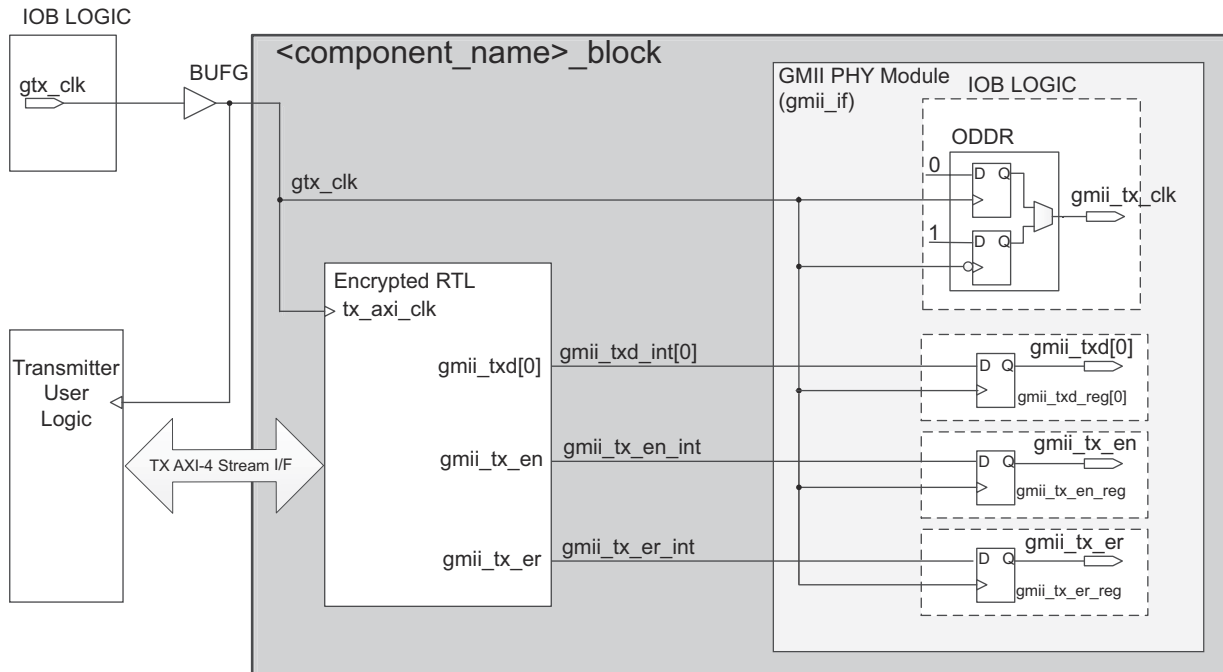 IOB LOGIC
gtx_clk
BUFG
<component_name>_block
GMII PHY Module
(gmii_if)
IOB LOGIC
ODDR
0
D Q
gmii_tx_clk
1
D Q
gtx_clk
Encrypted RTL
tx_axi_clk
gmii_txd[0]
gmii_txd_int[0]
D Q
gmii_txd[0]
gmii_txd_reg[0]
Transmitter
User
Logic
TX AXI-4 Stream I/F
gmii_tx_en
gmii_tx_en_int
D Q
gmii_tx_en
gmii_tx_en_reg
gmii_tx_er
gmii_tx_er_int
D Q
gmii_tx_er
gmii_tx_er_reg